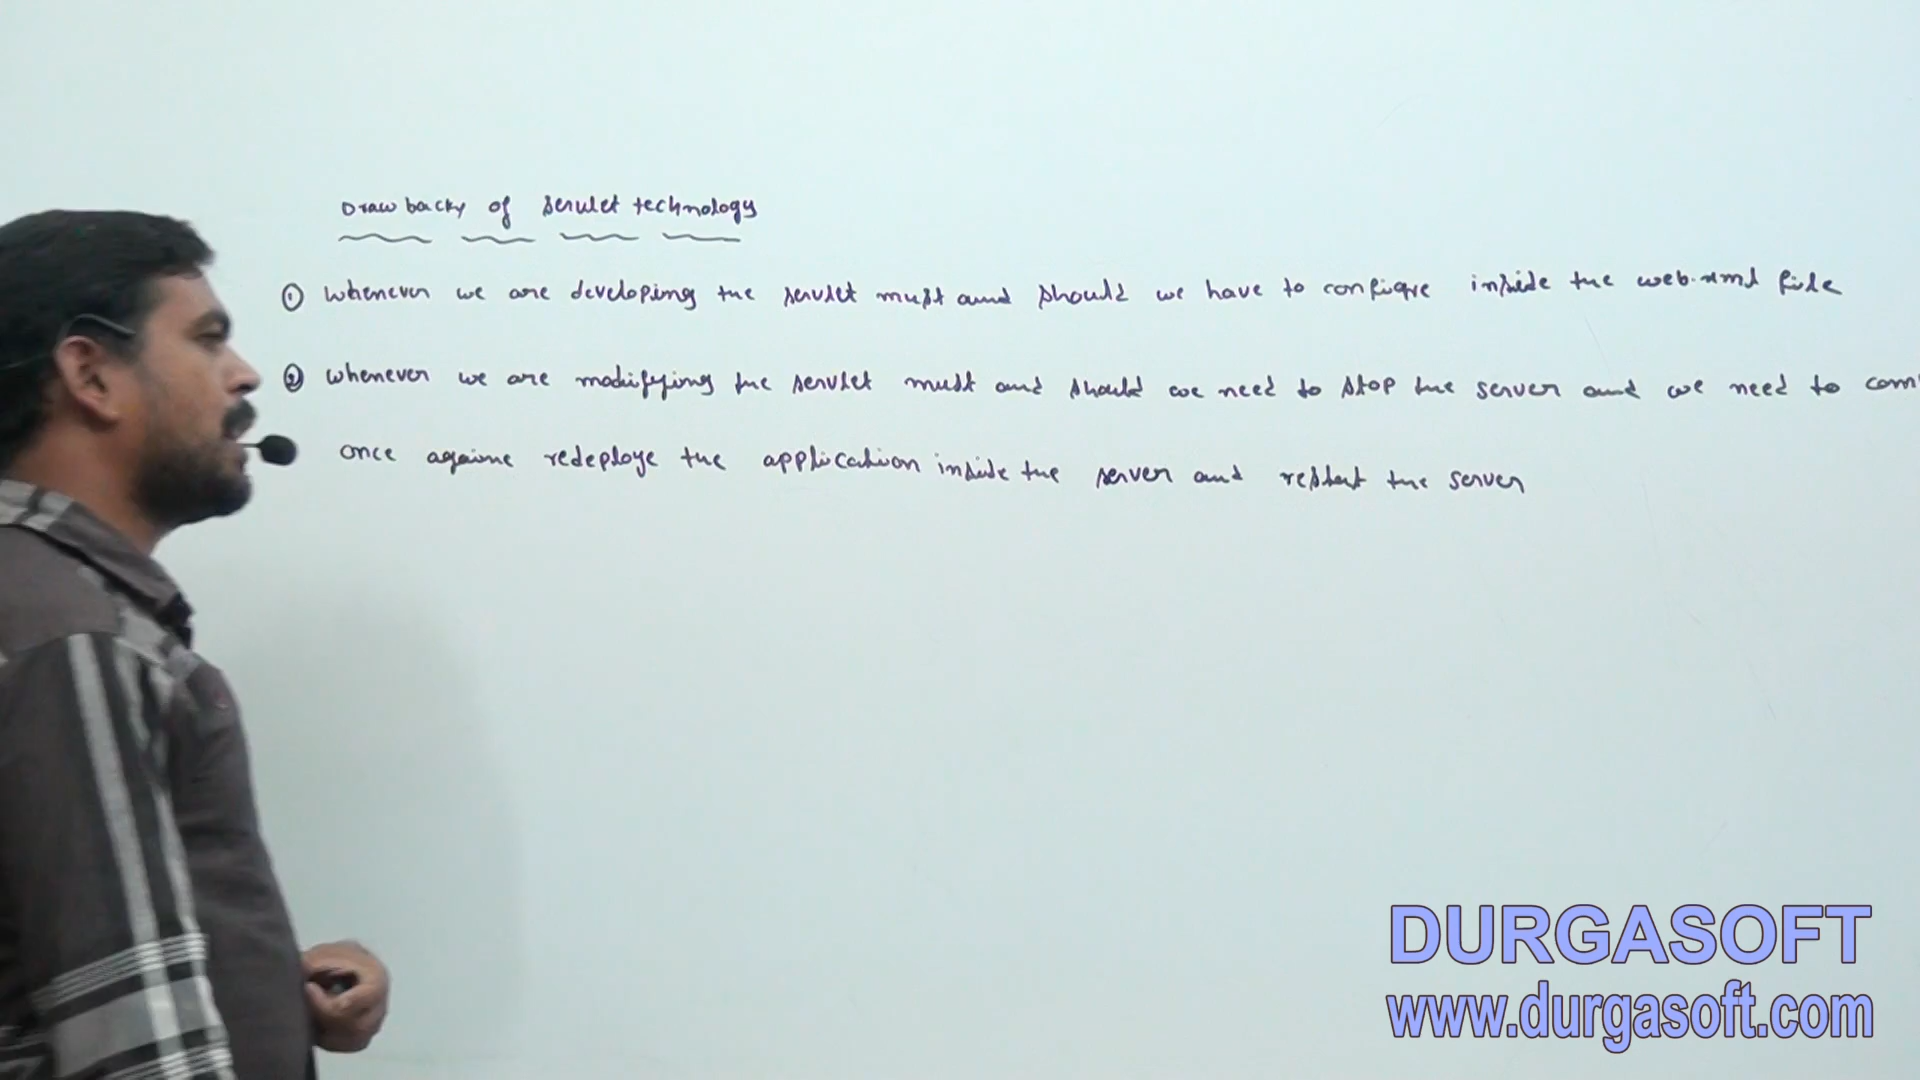 Drawbacks of servlet technology
① whenever we are developing the servlet must and should we have to configre inside the web.xml file
② whenever we are modifying the servlet must and should we need to stop the server and we need to com
once againe redeploye the application inside the server and restart the server
DURGASOFT
www.durgasoft.com